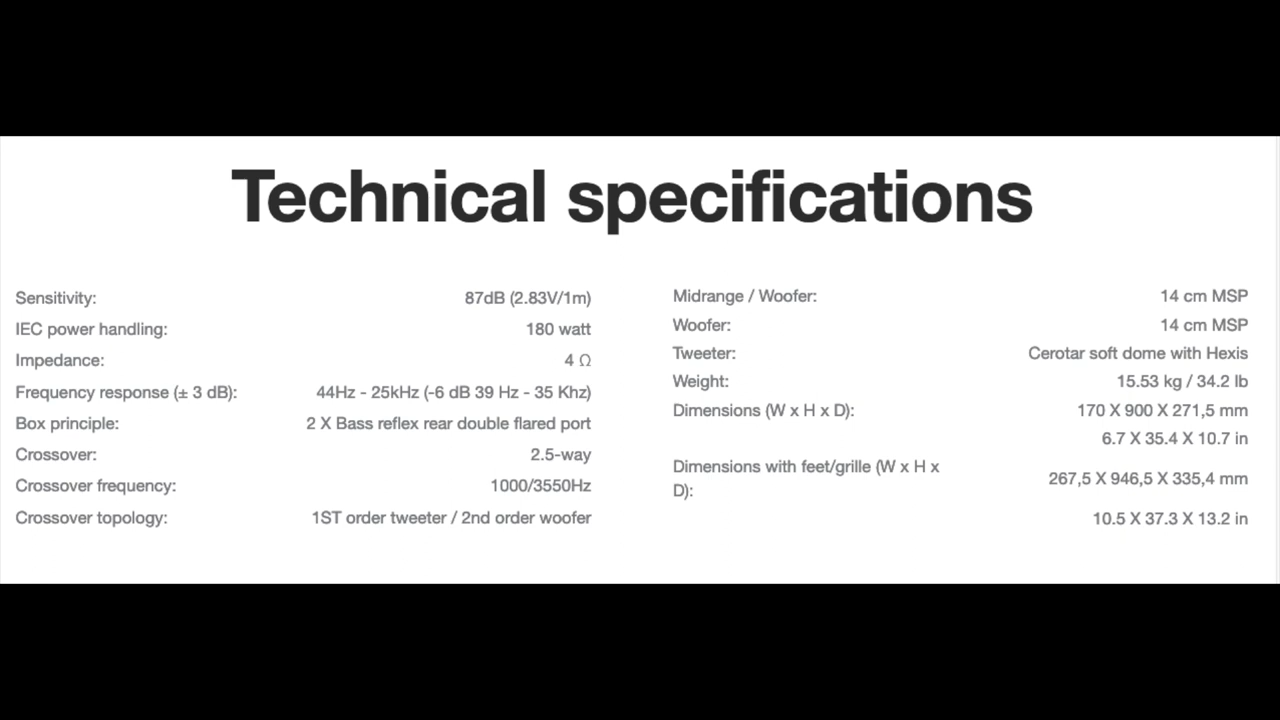 Technical specifications
Sensitivity: 87dB (2.83V/1m)
IEC power handling: 180 watt
Impedance: 4 Ω
Frequency response (± 3 dB): 44Hz - 25kHz (-6 dB 39 Hz - 35 Khz)
Box principle: 2 X Bass reflex rear double flared port
Crossover: 2.5-way
Crossover frequency: 1000/3550Hz
Crossover topology: 1ST order tweeter / 2nd order woofer
Midrange / Woofer: 14 cm MSP
Woofer: 14 cm MSP
Tweeter: Cerotar soft dome with Hexis
Weight: 15.53 kg / 34.2 lb
Dimensions (W x H x D): 170 X 900 X 271,5 mm
6.7 X 35.4 X 10.7 in
Dimensions with feet/grille (W x H x
D):
267,5 X 946,5 X 335,4 mm
10.5 X 37.3 X 13.2 in